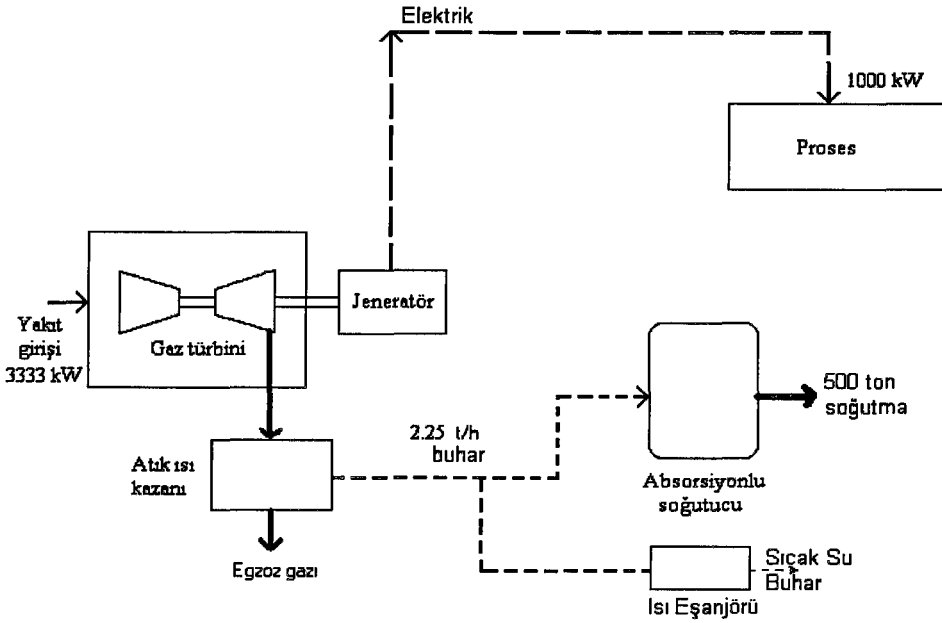 Elektrik
1000 kW
Proses
Jeneratör
Yakıt
girişi
3333 kW
Gaz türbini
500 ton
soğutma
2.25 t/h
buhar
Atık ısı
kazanı
Absorsiyonlu
soğutucu
Egzoz gazı
Sıçak Su
Buhar
Isı Eşanjörü